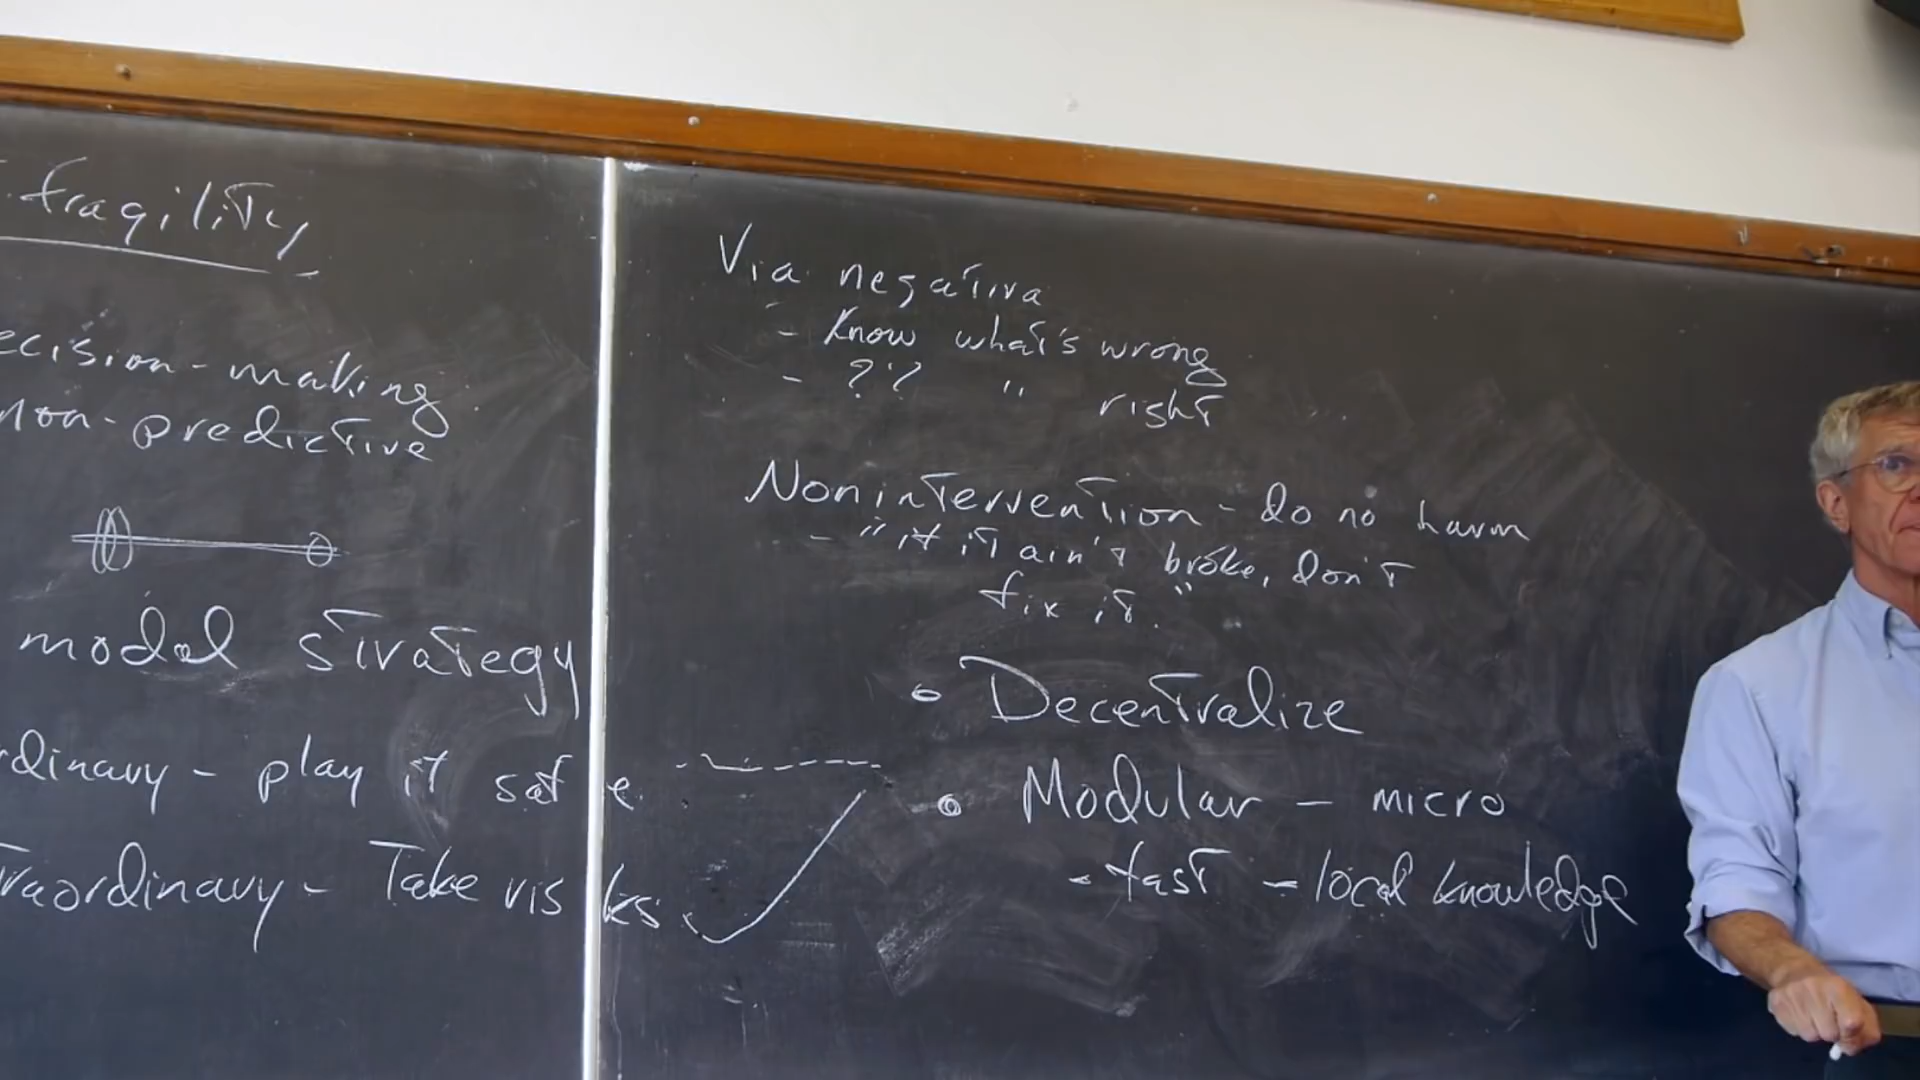 fragility
ecision-making
non-predictive
modal strategy
rdinary - play it safe.
traordinary - Take risks
Via negativa
- Know what's wrong
- ?? " right
Nonintervention - do no harm
- "if it ain't broke, don't
fix it."
• Decentralize
• Modular - micro
- fast - local knowledge